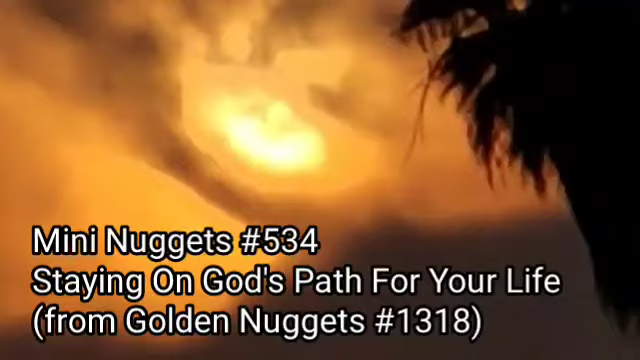 Mini Nuggets #534
Staying On God's Path For Your Life
(from Golden Nuggets #1318)